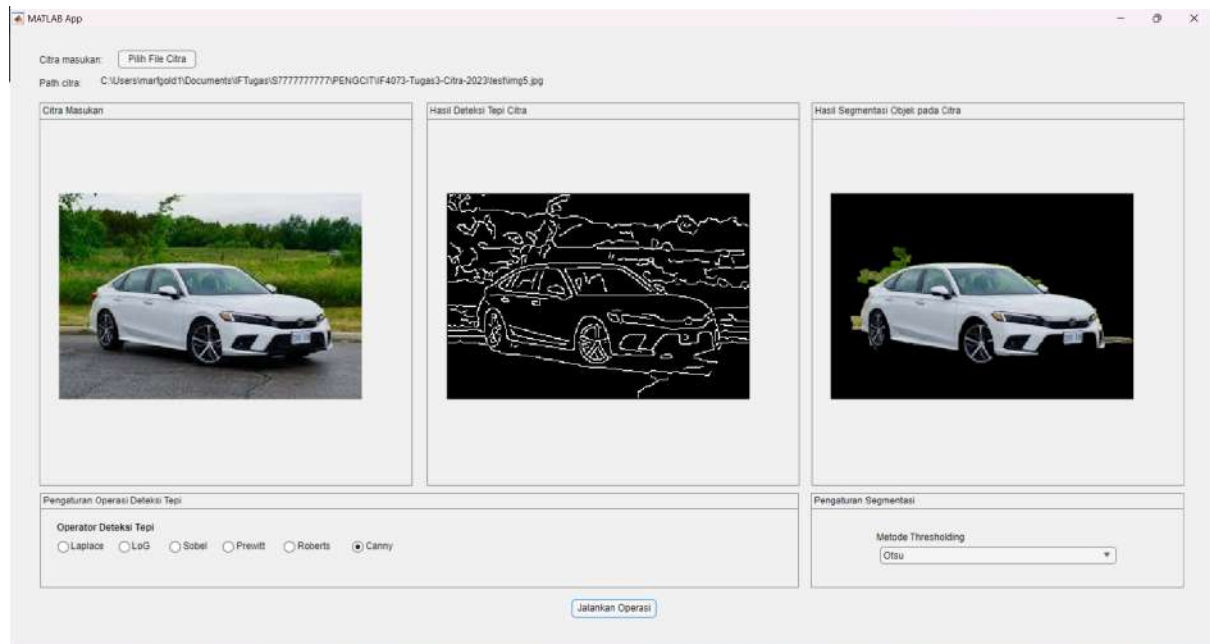 MATLAB App
Citra masukan: Pilih File Citra
Path citra: C:\Users\marfgold1\Documents\IFTugas\S7777777777\PENGCIT\IF4073-Tugas3-Citra-2023\test\img5.jpg
Citra Masukan
Hasil Deteksi Tepi Citra
Hasil Segmentasi Objek pada Citra
Pengaturan Operasi Deteksi Tepi
Pengaturan Segmentasi
Operator Deteksi Tepi
Laplace LoG Sobel Prewitt Roberts Canny
Metode Thresholding
Otsu
Jalankan Operasi